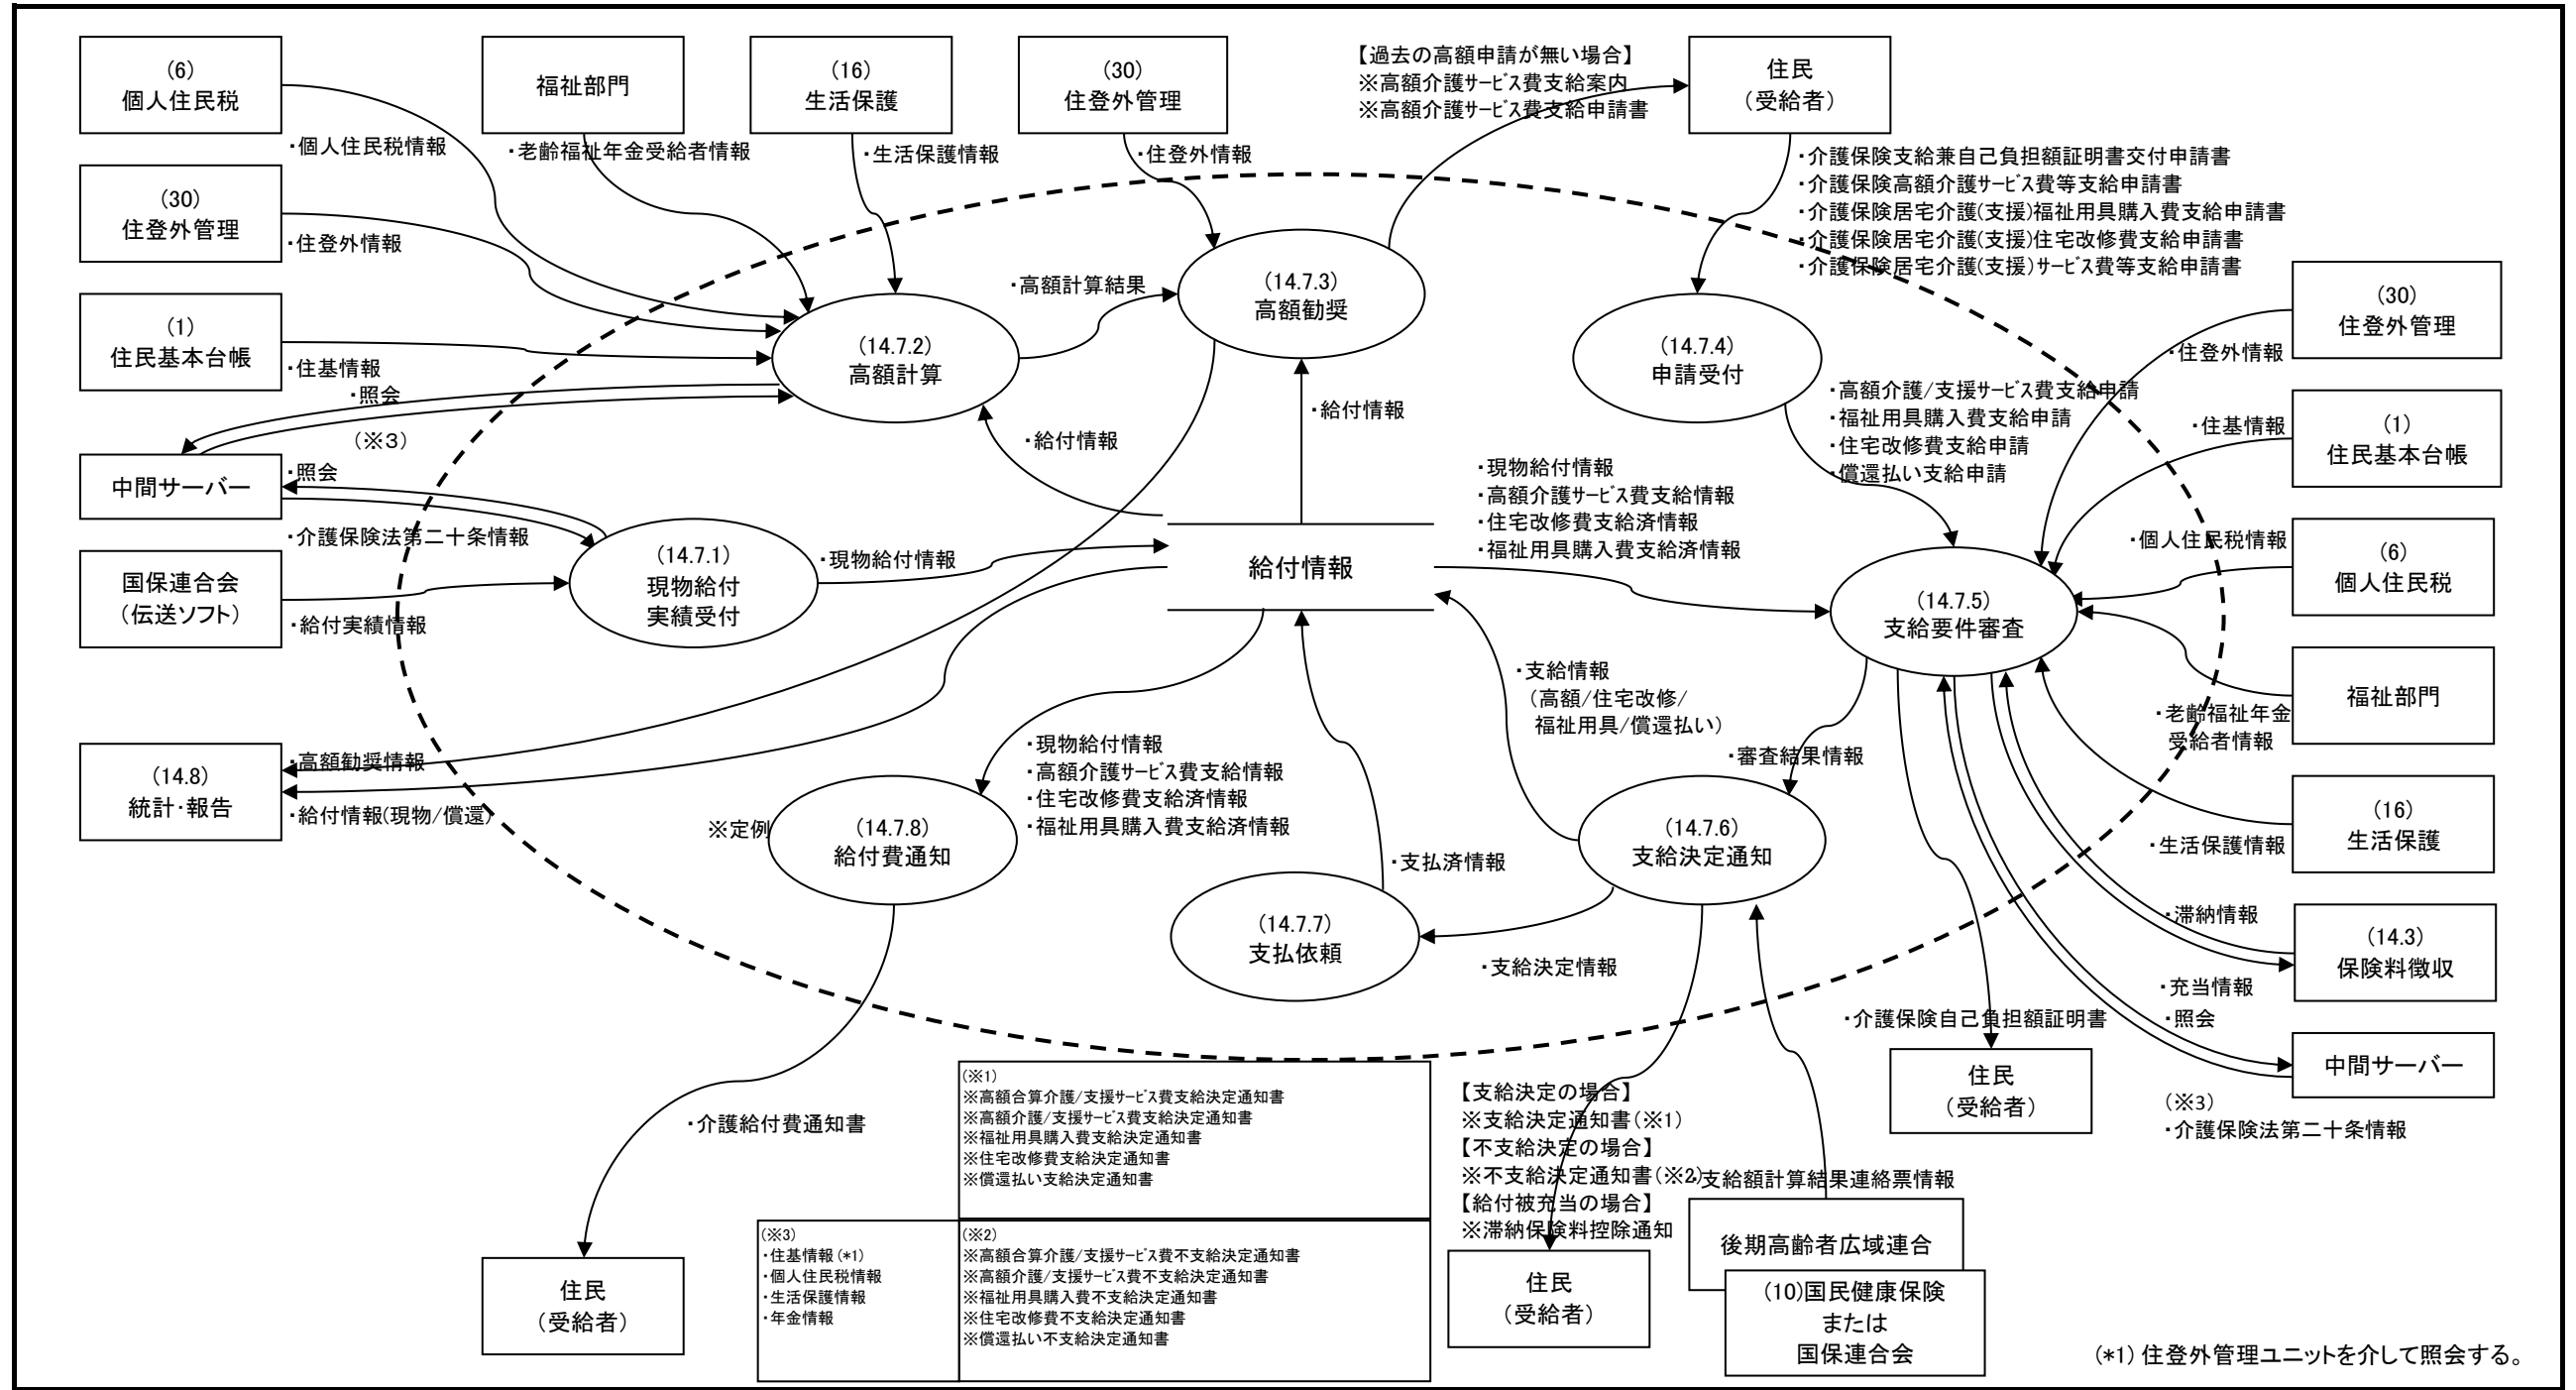 (6)
個人住民税
・個人住民税情報
福祉部門
・老齢福祉年金受給者情報
(16)
生活保護
・生活保護情報
(30)
住登外管理
・住登外情報
【過去の高額申請が無い場合】
※高額介護ｻｰﾋﾞｽ費支給案内
※高額介護ｻｰﾋﾞｽ費支給申請書
住民
（受給者）
・介護保険支給兼自己負担額証明書交付申請書
・介護保険高額介護ｻｰﾋﾞｽ費等支給申請書
・介護保険居宅介護(支援)福祉用具購入費支給申請書
・介護保険居宅介護(支援)住宅改修費支給申請書
・介護保険居宅介護(支援)ｻｰﾋﾞｽ費等支給申請書
(30)
住登外管理
・住登外情報
(1)
住民基本台帳
・住基情報
・照会
（※３）
中間サーバー
・照会
・介護保険法第二十条情報
国保連合会
（伝送ソフト）
・給付実績情報
(14.7.1)
現物給付
実績受付
・現物給付情報
(14.7.2)
高額計算
・高額計算結果
・給付情報
(14.7.3)
高額勧奨
・給付情報
給付情報
(14.7.4)
申請受付
・高額介護/支援ｻｰﾋﾞｽ費支給申請
・福祉用具購入費支給申請
・住宅改修費支給申請
・償還払い支給申請
・現物給付情報
・高額介護ｻｰﾋﾞｽ費支給情報
・住宅改修費支給済情報
・福祉用具購入費支給済情報
(14.7.5)
支給要件審査
(30)
住登外管理
・住登外情報
(1)
住民基本台帳
・住基情報
(6)
個人住民税
・個人住民税情報
福祉部門
・老齢福祉年金
受給者情報
(16)
生活保護
・生活保護情報
(14.3)
保険料徴収
・滞納情報
・充当情報
・照会
中間サーバー
（※3）
・介護保険法第二十条情報
・介護保険自己負担額証明書
住民
（受給者）
・支給情報
（高額/住宅改修/
福祉用具/償還払い）
・審査結果情報
(14.7.6)
支給決定通知
・支給決定情報
(14.7.7)
支払依頼
・支払済情報
(14.8)
統計・報告
・高額勧奨情報
・給付情報(現物/償還)
※定例
(14.7.8)
給付費通知
・現物給付情報
・高額介護ｻｰﾋﾞｽ費支給情報
・住宅改修費支給済情報
・福祉用具購入費支給済情報
・介護給付費通知書
住民
（受給者）
(※1)
※高額合算介護/支援ｻｰﾋﾞｽ費支給決定通知書
※高額介護/支援ｻｰﾋﾞｽ費支給決定通知書
※福祉用具購入費支給決定通知書
※住宅改修費支給決定通知書
※償還払い支給決定通知書
(※3)
・住基情報(*1)
・個人住民税情報
・生活保護情報
・年金情報
(※2)
※高額合算介護/支援ｻｰﾋﾞｽ費不支給決定通知書
※高額介護/支援ｻｰﾋﾞｽ費不支給決定通知書
※福祉用具購入費不支給決定通知書
※住宅改修費不支給決定通知書
※償還払い不支給決定通知書
【支給決定の場合】
※支給決定通知書(※1)
【不支給決定の場合】
※不支給決定通知書(※2)
【給付被充当の場合】
※滞納保険料控除通知
住民
（受給者）
・支給額計算結果連絡票情報
後期高齢者広域連合
(10)国民健康保険
または
国保連合会
(*1) 住登外管理ユニットを介して照会する。